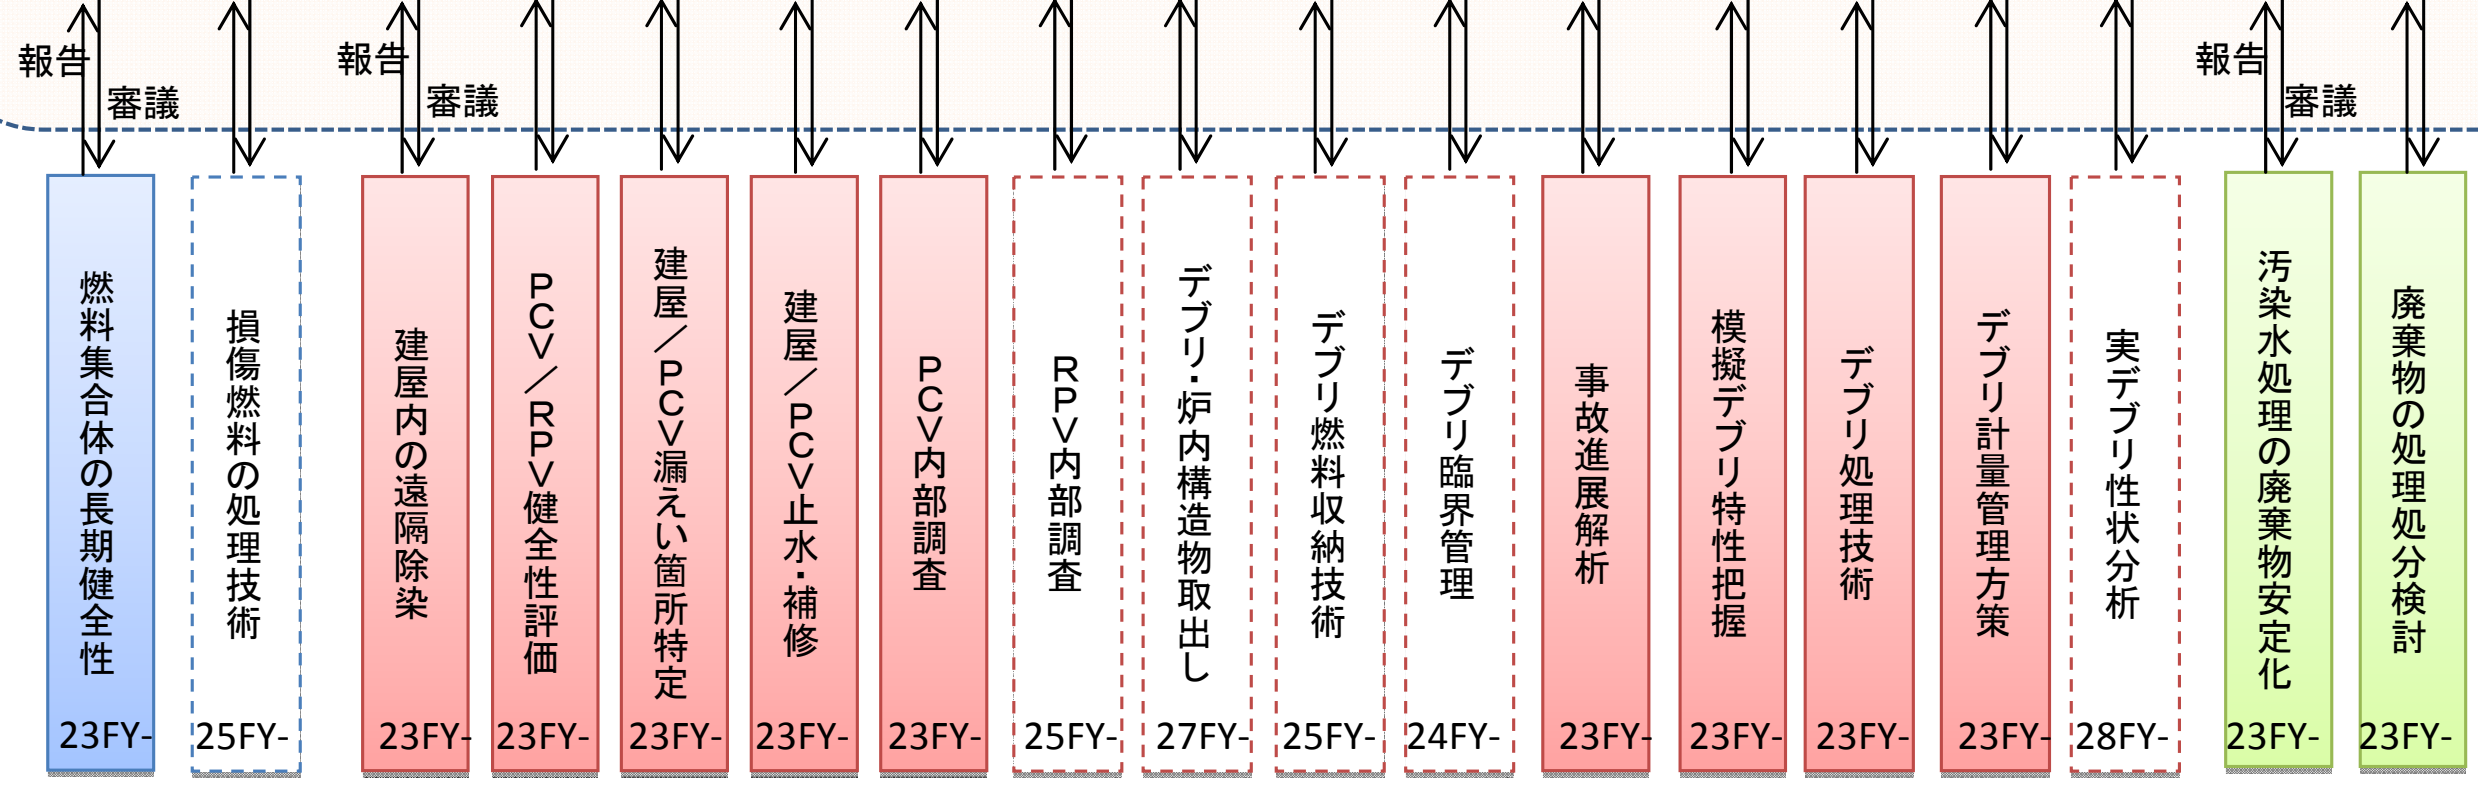 報告
審議
報告
審議
報告
審議
燃料集合体の長期健全性
23FY-
損傷燃料の処理技術
25FY-
建屋内の遠隔除染
23FY-
PCV/RPV健全性評価
23FY-
建屋/PCV漏えい箇所特定
23FY-
建屋/PCV止水・補修
23FY-
PCV内部調査
23FY-
RPV内部調査
25FY-
デブリ・炉内構造物取出し
27FY-
デブリ燃料収納技術
25FY-
デブリ臨界管理
24FY-
事故進展解析
23FY-
模擬デブリ特性把握
23FY-
デブリ処理技術
23FY-
デブリ計量管理方策
23FY-
実デブリ性状分析
28FY-
汚染水処理の廃棄物安定化
23FY-
廃棄物の処理処分検討
23FY-